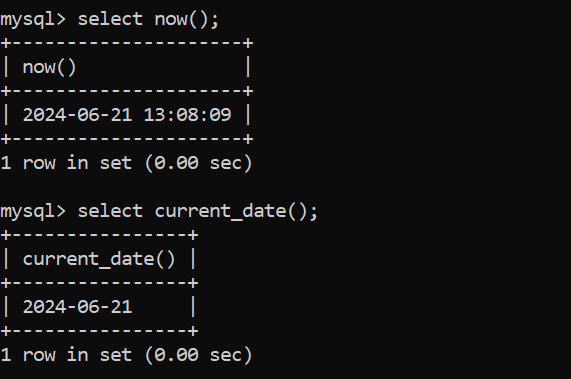 mysql> select now();
+---------------------+
| now()               |
+---------------------+
| 2024-06-21 13:08:09 |
+---------------------+
1 row in set (0.00 sec)

mysql> select current_date();
+----------------+
| current_date() |
+----------------+
| 2024-06-21     |
+----------------+
1 row in set (0.00 sec)